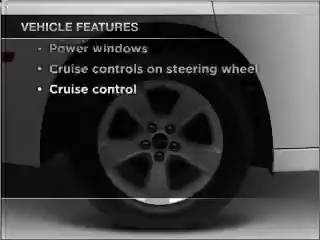 VEHICLE FEATURES
• Power windows
• Cruise controls on steering wheel
• Cruise control